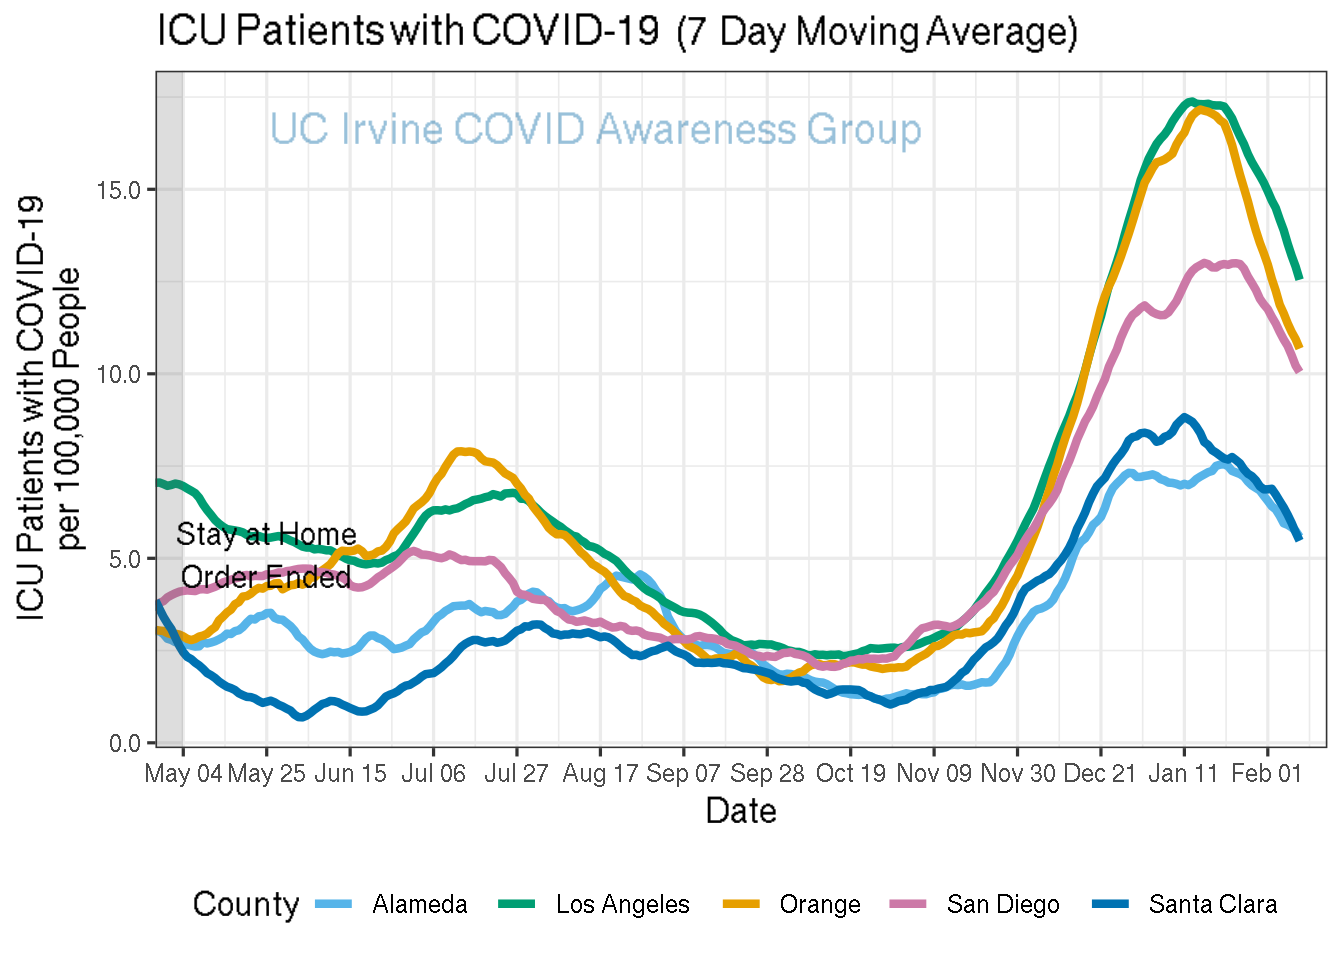 ICU Patients with COVID-19 (7 Day Moving Average)
UC Irvine COVID Awareness Group
ICU Patients with COVID-19
per 100,000 People
15.0
10.0
5.0
0.0
Stay at Home
Order Ended
May 04 May 25 Jun 15 Jul 06 Jul 27 Aug 17 Sep 07 Sep 28 Oct 19 Nov 09 Nov 30 Dec 21 Jan 11 Feb 01
Date
County Alameda Los Angeles Orange San Diego Santa Clara